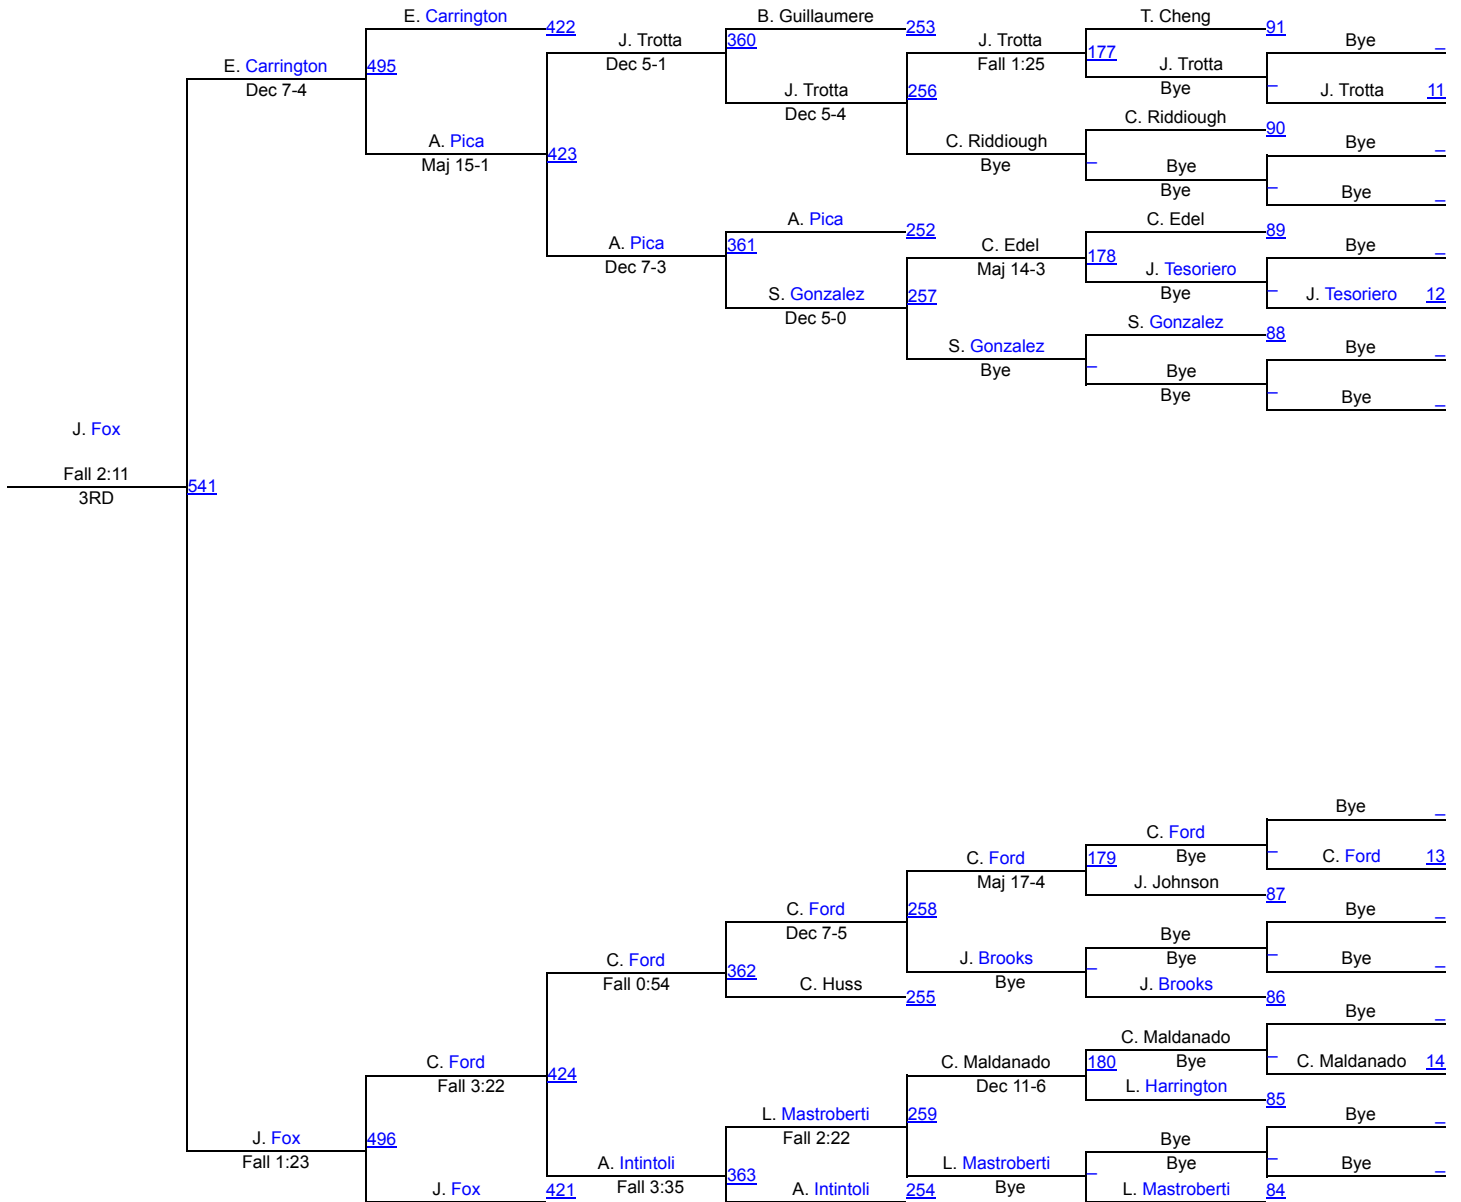 E. Carrington
422
B. Guillaumere
253
T. Cheng
91
Bye _
J. Trotta
360
J. Trotta
177
Dec 5-1
Fall 1:25
E. Carrington
495
J. Trotta
Dec 7-4
Bye
_
J. Trotta
256
J. Trotta 11
Dec 5-4
C. Riddiough
90
A. Pica
423
C. Riddiough
Bye _
Maj 15-1
Bye
_
Bye
Bye
_
Bye _
A. Pica
252
C. Edel
89
A. Pica
361
C. Edel
178
Bye _
Dec 7-3
Maj 14-3
J. Tesoriero
Bye
_
S. Gonzalez
257
J. Tesoriero 12
Dec 5-0
S. Gonzalez
88
S. Gonzalez
Bye _
Bye
_
Bye
Bye
_
Bye _
J. Fox
Fall 2:11
541
3RD
Bye _
C. Ford
C. Ford
179
Bye
_
C. Ford 13
Maj 17-4
J. Johnson
87
C. Ford
258
Bye _
Dec 7-5
Bye
C. Ford
362
J. Brooks
_
Bye
_
Bye _
Fall 0:54
C. Huss
255
Bye
J. Brooks
86
Bye _
C. Maldanado
C. Ford
424
C. Maldanado
180
Bye
_
C. Maldanado 14
Fall 3:22
Dec 11-6
L. Harrington
85
L. Mastroberti
259
Bye _
Fall 2:22
J. Fox
496
Bye
Fall 1:23
A. Intintoli
363
L. Mastroberti
_
Bye
_
Bye _
J. Fox
421
Fall 3:35
A. Intintoli
254
Bye
L. Mastroberti
84